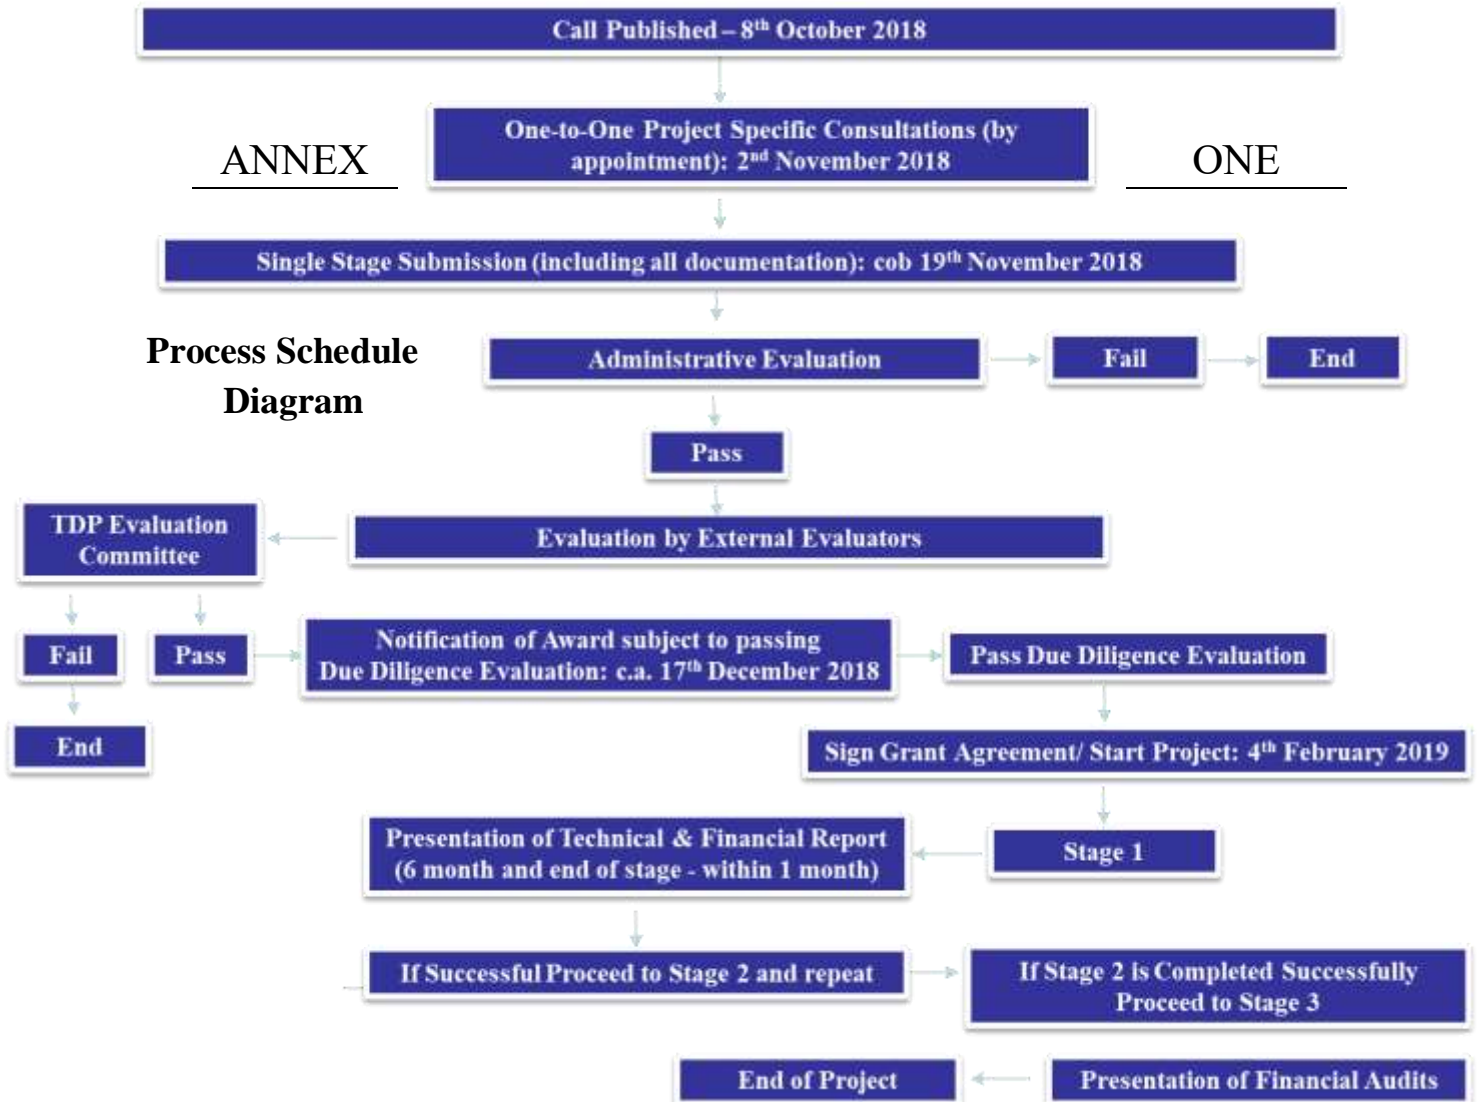 Call Published – 8th October 2018
One-to-One Project Specific Consultations (by
appointment): 2nd November 2018
ANNEX
ONE
Single Stage Submission (including all documentation): cob 19th November 2018
Process Schedule
Diagram
Administrative Evaluation
Fail
End
Pass
TDP Evaluation
Committee
Evaluation by External Evaluators
Fail
Pass
Notification of Award subject to passing
Due Diligence Evaluation: c.a. 17th December 2018
Pass Due Diligence Evaluation
End
Sign Grant Agreement/ Start Project: 4th February 2019
Presentation of Technical & Financial Report
(6 month and end of stage - within 1 month)
Stage 1
If Successful Proceed to Stage 2 and repeat
If Stage 2 is Completed Successfully
Proceed to Stage 3
End of Project
Presentation of Financial Audits